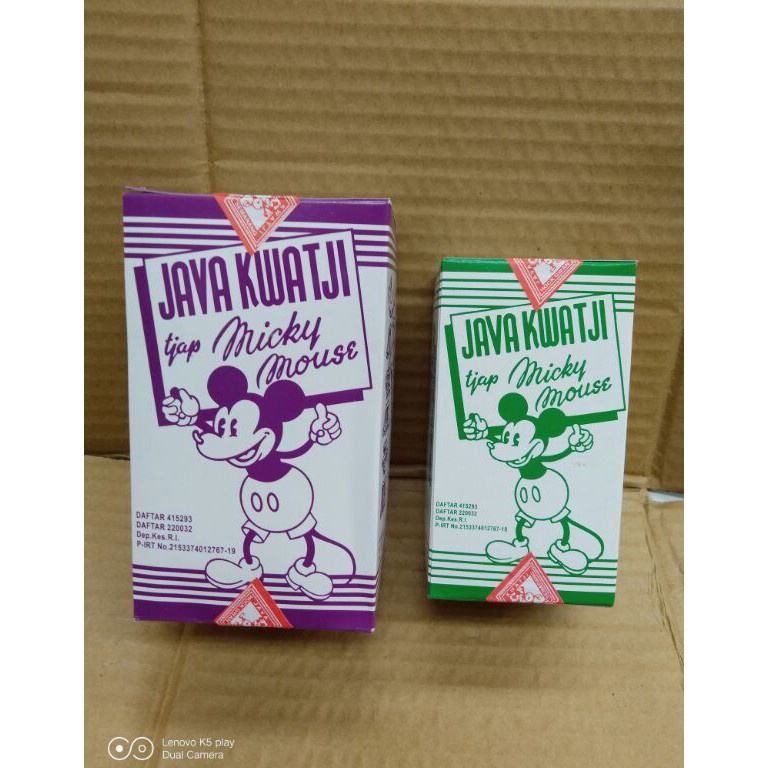 JAVA KWATJI
tjap Micky
Mouse
DAFTAR 415293
DAFTAR 220032
Dep.Kes.R.I.
P-IRT No.2153374012767-19
JAVA KWATJI
tjap Micky
Mouse
DAFTAR 415293
DAFTAR 220032
Dep.Kes.R.I.
P-IRT No.2153374012767-19
Lenovo K5 play
Dual Camera